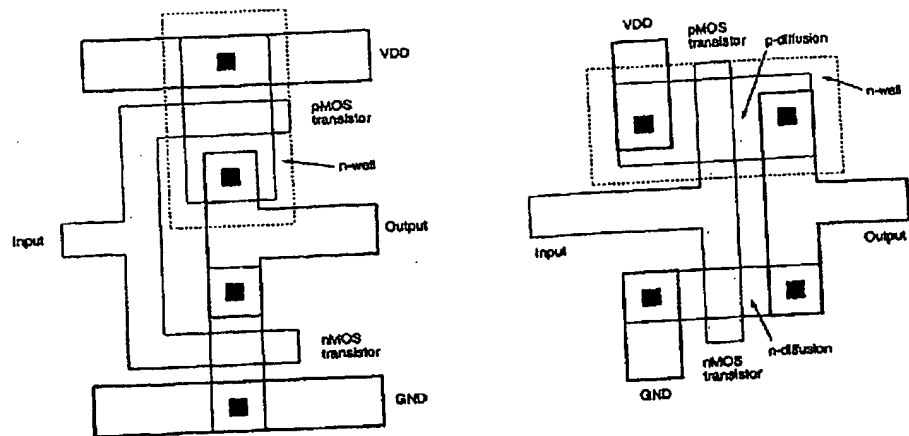 VDD
pMOS
transistor
n-well
Input
Output
nMOS
transistor
GND
VDD
pMOS
transistor
p-diffusion
n-well
Input
Output
n-diffusion
nMOS
transistor
GND